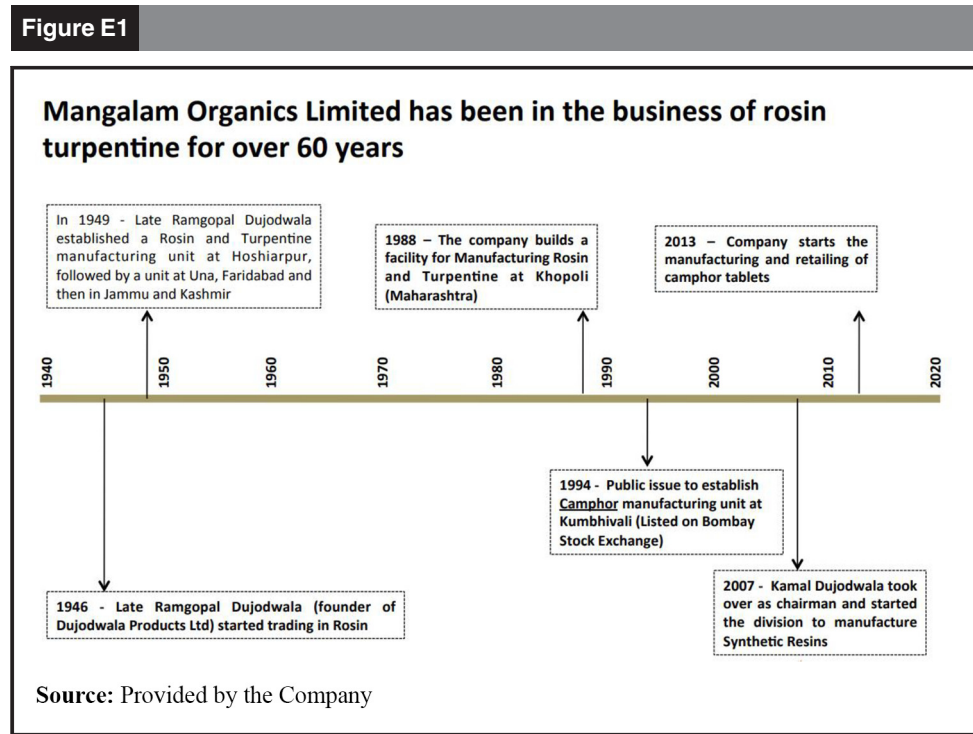 Figure E1
Mangalam Organics Limited has been in the business of rosin
turpentine for over 60 years
In 1949 - Late Ramgopal Dujodwala
established a Rosin and Turpentine
manufacturing unit at Hoshiarpur,
followed by a unit at Una, Faridabad and
then in Jammu and Kashmir
1988 – The company builds a
facility for Manufacturing Rosin
and Turpentine at Khopoli
(Maharashtra)
2013 – Company starts the
manufacturing and retailing of
camphor tablets
1940
1950
1960
1970
1980
1990
2000
2010
2020
1994 - Public issue to establish
Camphor manufacturing unit at
Kumbhivali (Listed on Bombay
Stock Exchange)
1946 - Late Ramgopal Dujodwala (founder of
Dujodwala Products Ltd) started trading in Rosin
2007 - Kamal Dujodwala took
over as chairman and started
the division to manufacture
Synthetic Resins
Source: Provided by the Company